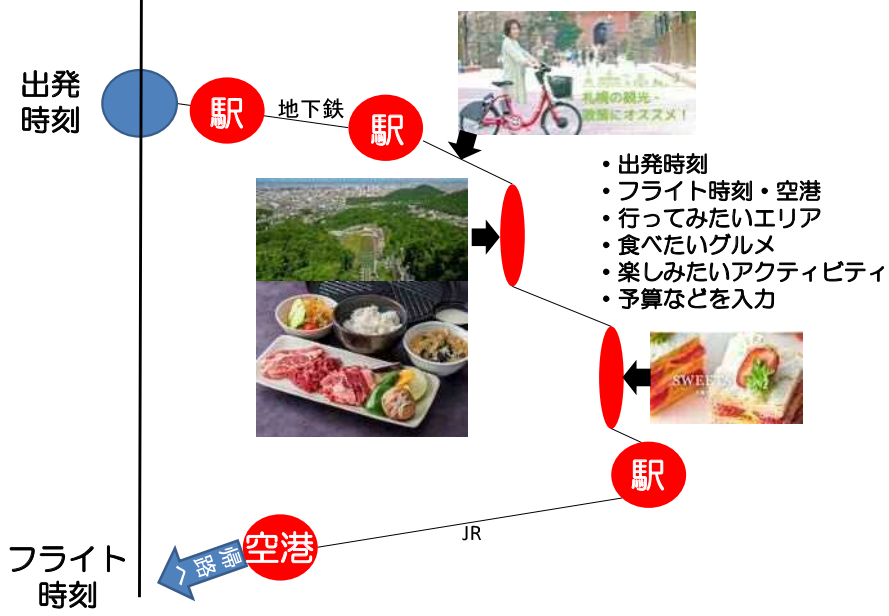 出発
時刻
駅
地下鉄
駅
札幌の観光・
散策にオススメ！
・出発時刻
・フライト時刻・空港
・行ってみたいエリア
・食べたいグルメ
・楽しみたいアクティビティ
・予算などを入力
SWEETS
駅
JR
空港
帰路へ
フライト
時刻